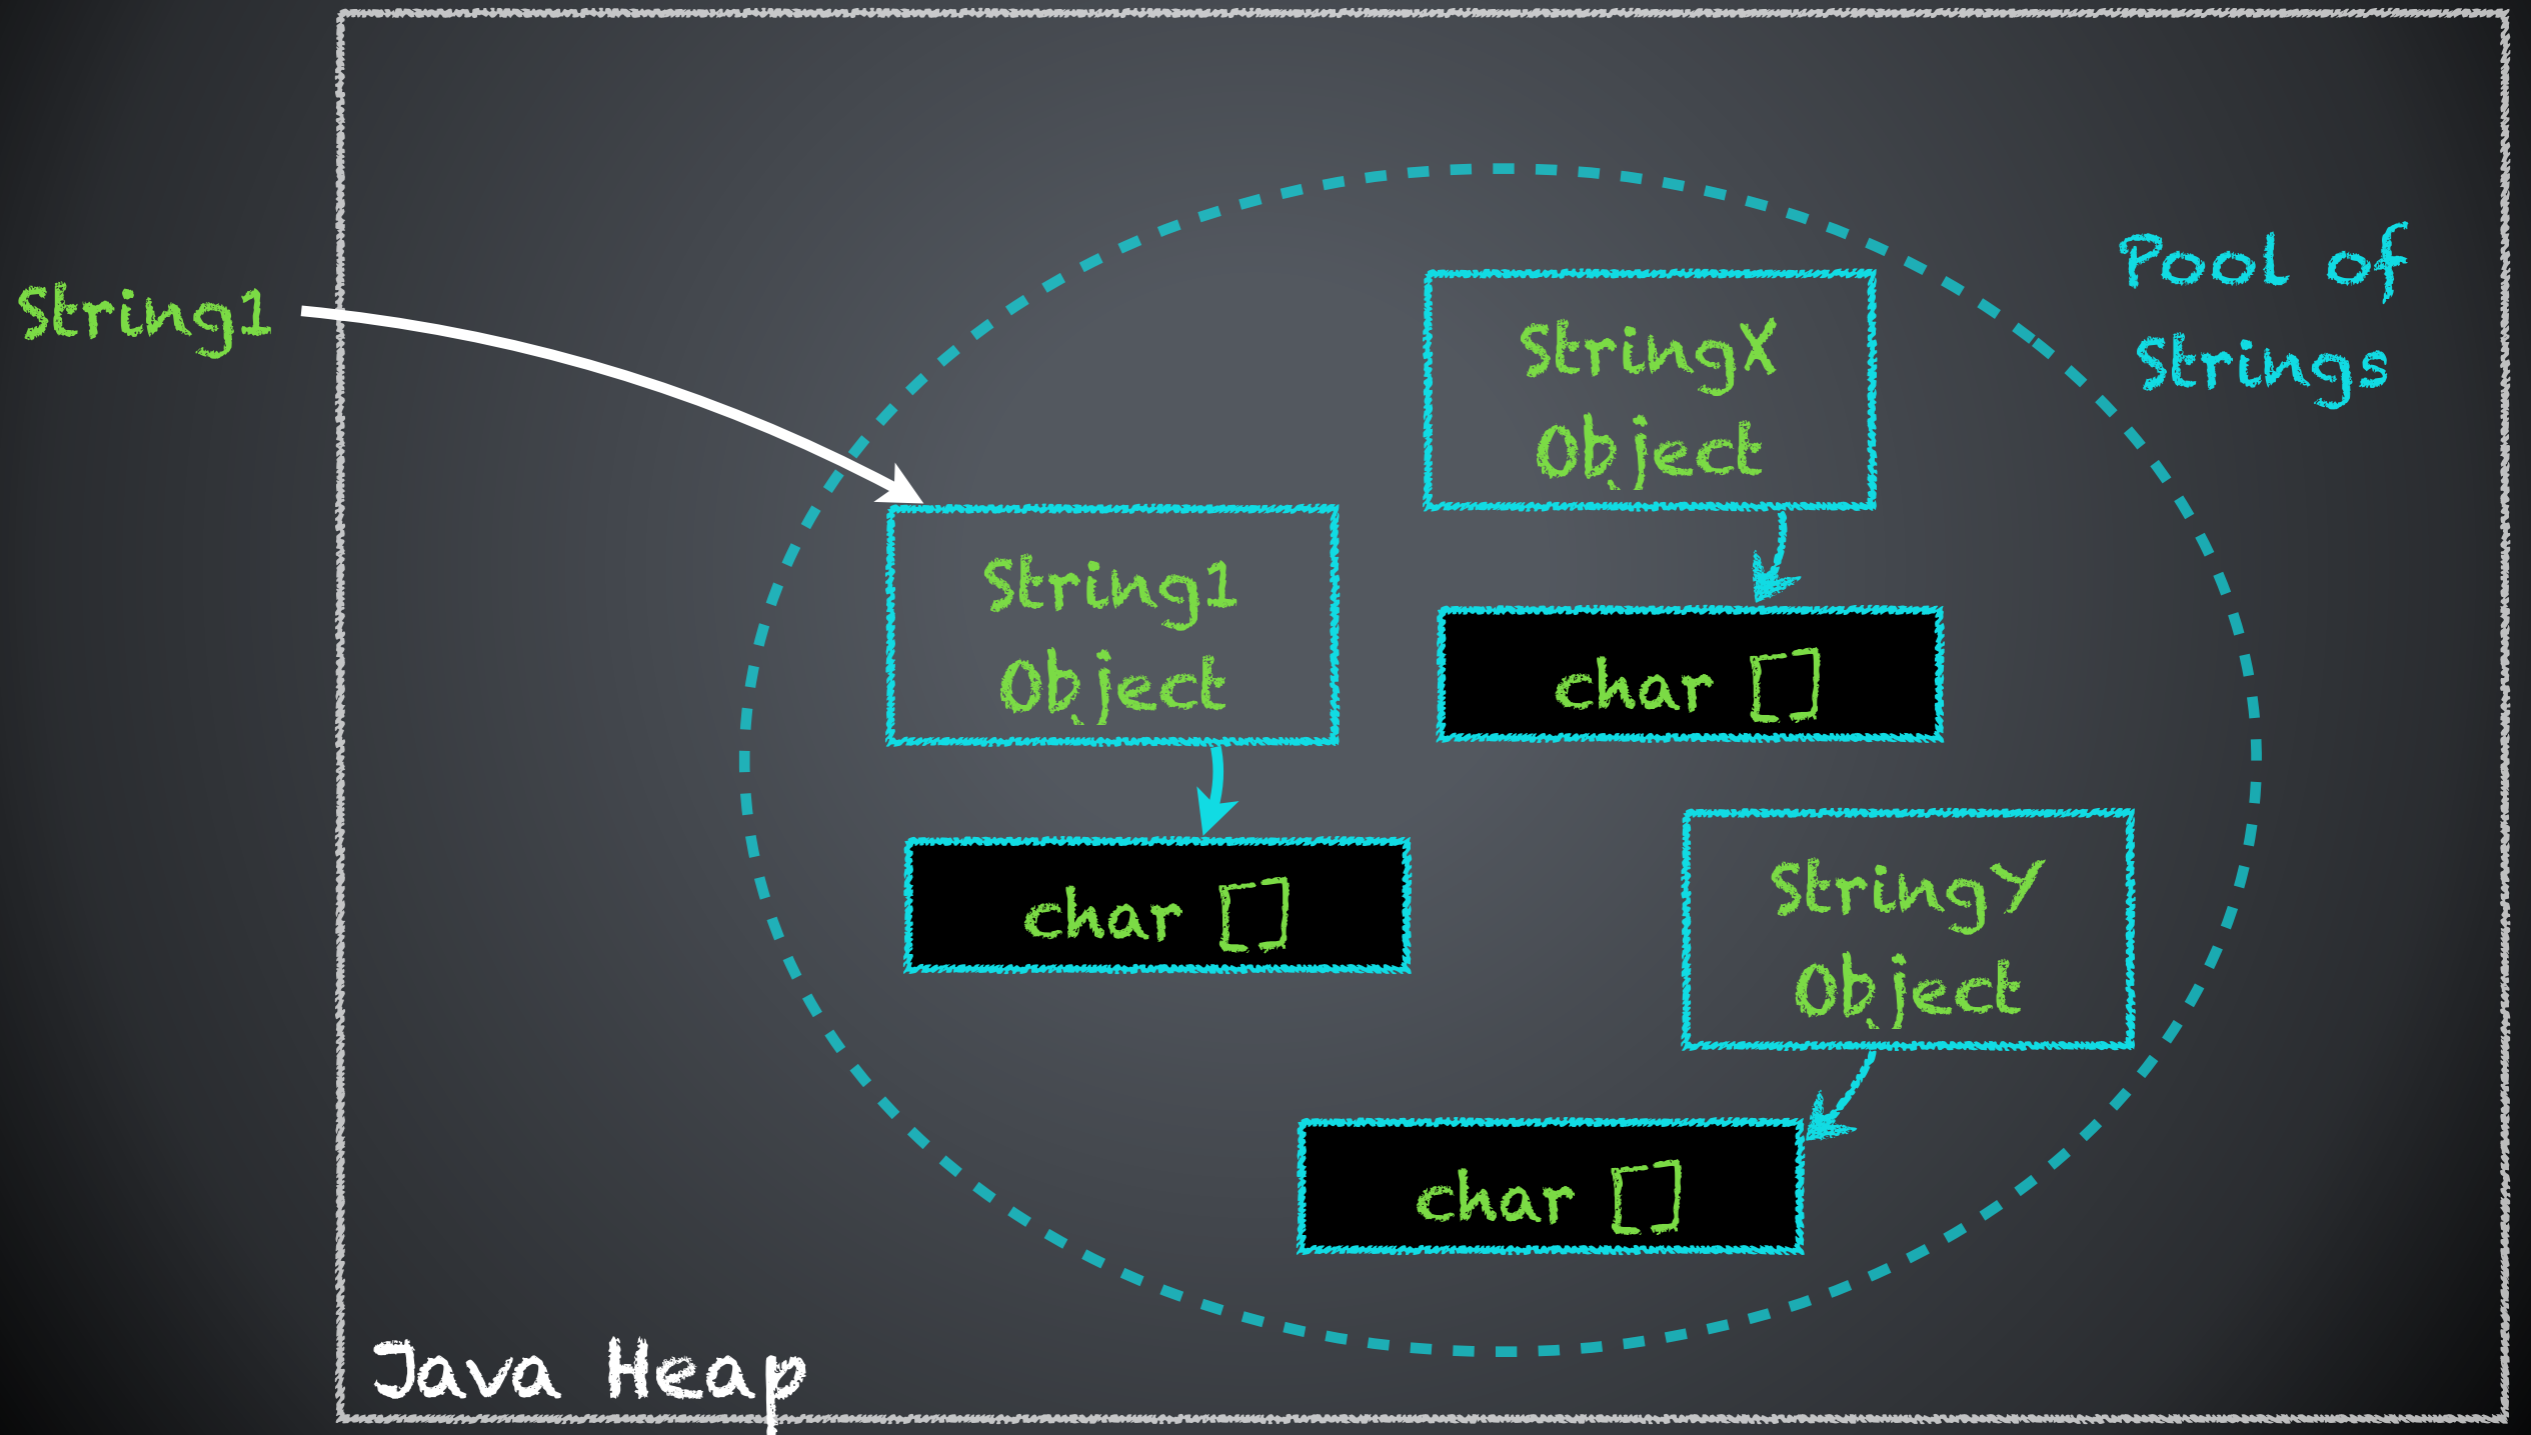 Pool of
Strings
String1
StringX
Object
String1
Object
char []
StringY
Object
char []
char []
Java Heap